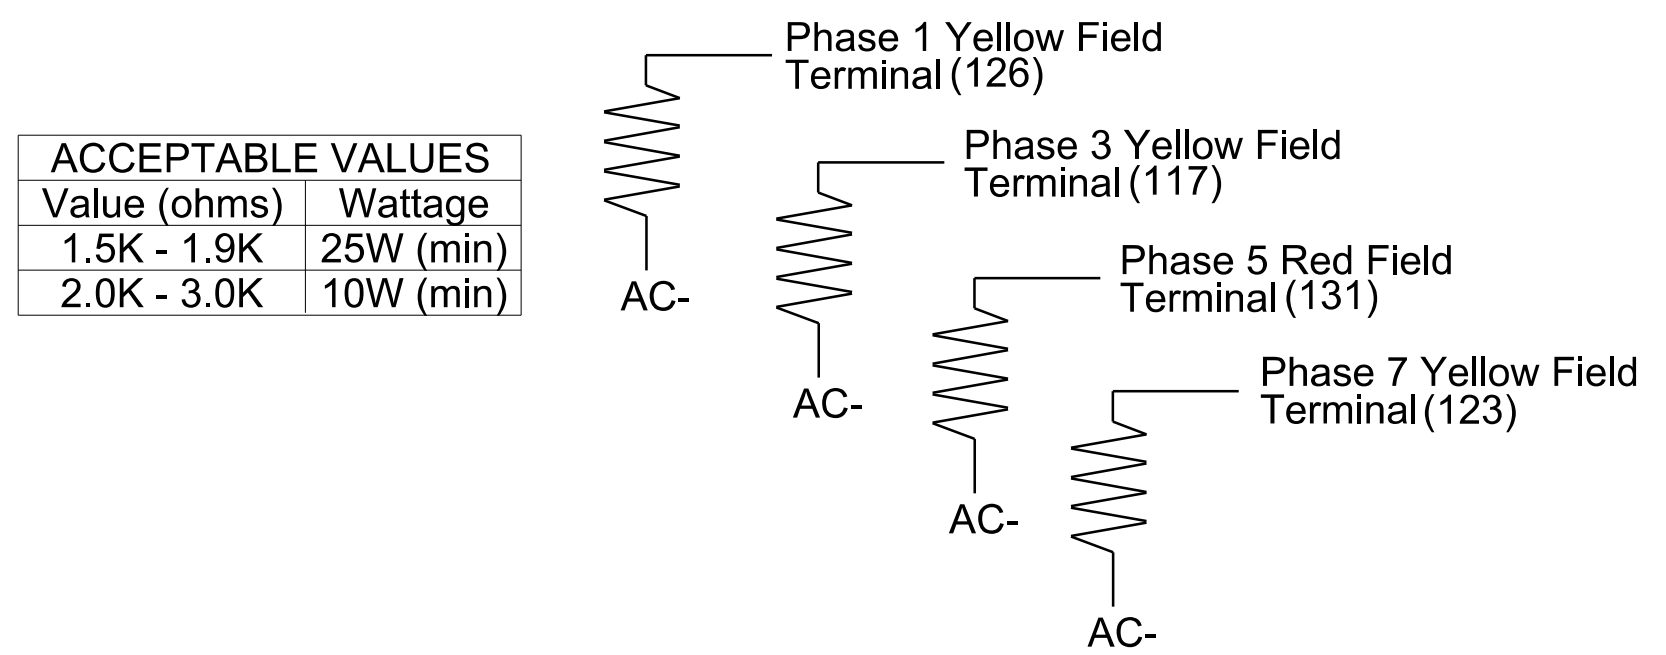 Phase 1 Yellow Field
Terminal (126)
ACCEPTABLE VALUES
Value (ohms) Wattage
1.5K - 1.9K 25W (min)
2.0K - 3.0K 10W (min)
AC-
Phase 3 Yellow Field
Terminal (117)
AC-
Phase 5 Red Field
Terminal (131)
AC-
Phase 7 Yellow Field
Terminal (123)
AC-